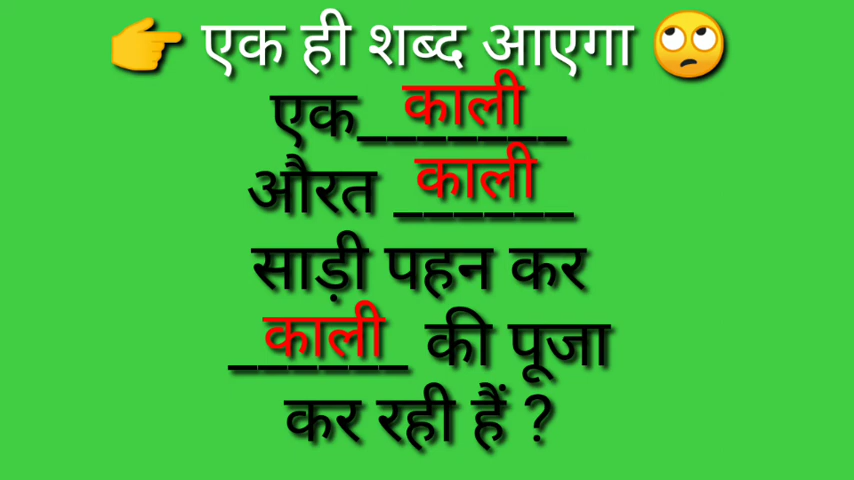 👉 एक ही शब्द आएगा 🙄
एक काली
औरत काली
साड़ी पहन कर
काली की पूजा
कर रही हैं ?